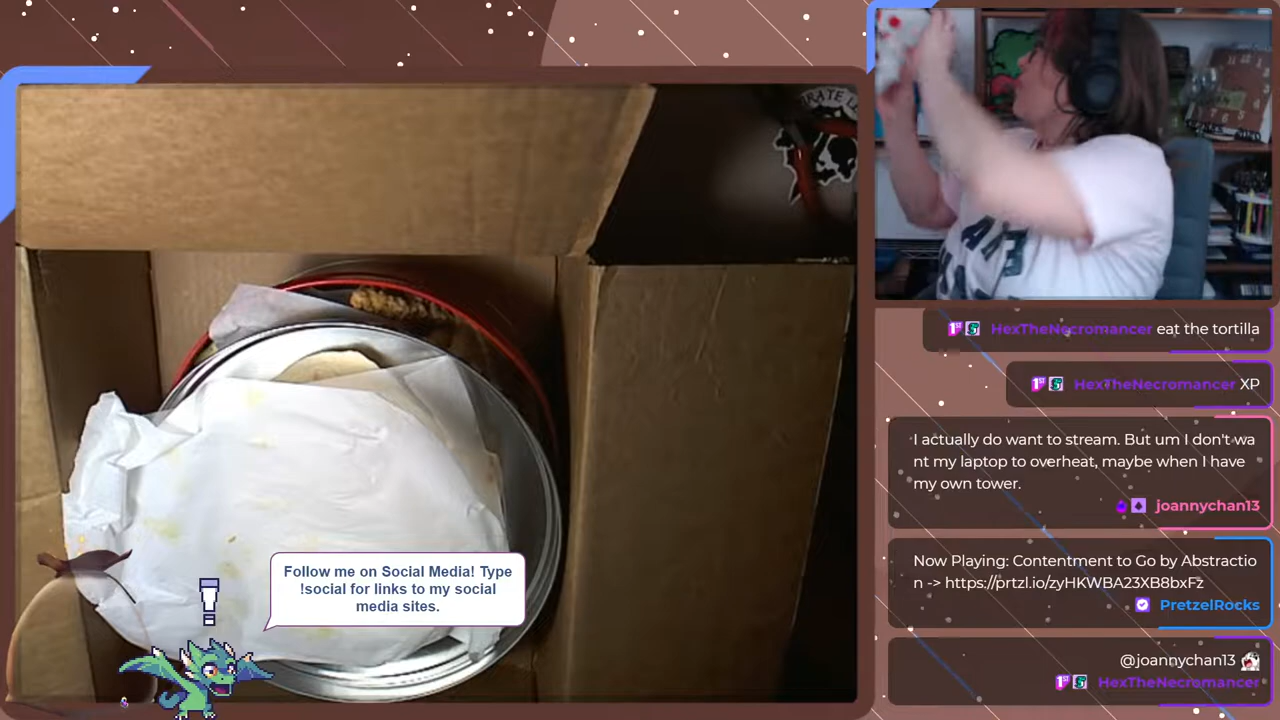 HexTheNecromancer eat the tortilla
HexTheNecromancer XP
I actually do want to stream. But um I don't wa
nt my laptop to overheat, maybe when I have
my own tower.
joannychan13
Now Playing: Contentment to Go by Abstractio
n -> https://prtzl.io/zyHKWBA23XB8bxFz
PretzelRocks
@joannychan13
HexTheNecromancer
Follow me on Social Media! Type
!social for links to my social
media sites.